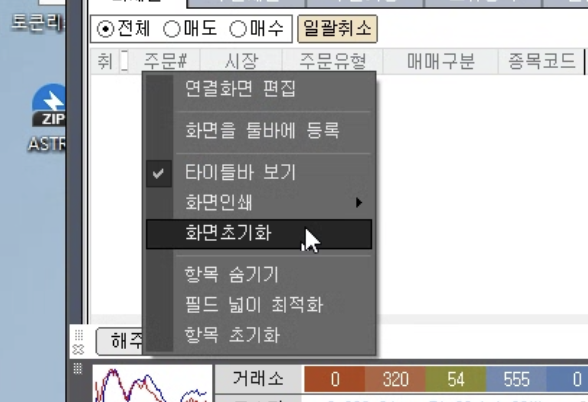 전체 매도 매수 일괄취소
취 주문# 시장 주문유형 매매구분 종목코드
연결화면 편집
화면을 툴바에 등록
타이틀바 보기
화면인쇄
화면초기화
항목 숨기기
필드 넓이 최적화
항목 초기화
토큰리
ZIP
ASTR
해주
거래소 0 320 54 555 0